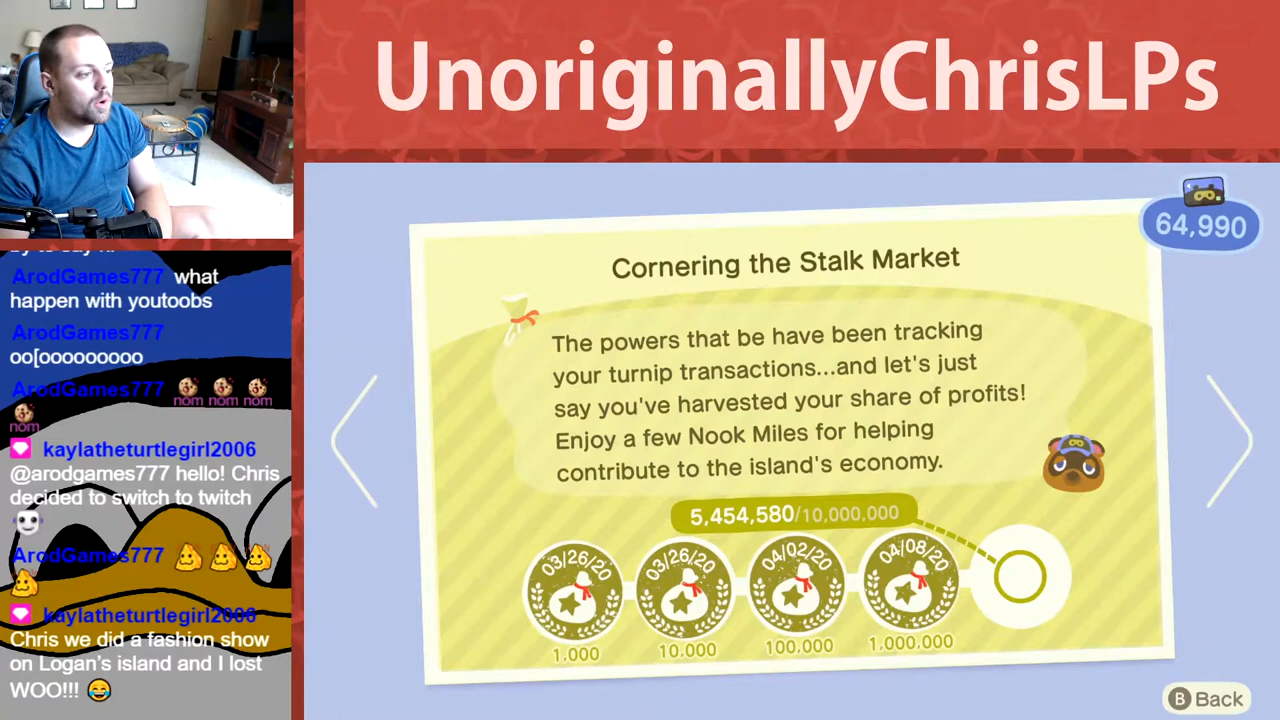 UnoriginallyChrisLPs
ArodGames777 what
happen with youtoobs
ArodGames777
oo[ooooooooo
ArodGames777 nom nom nom
nom
kaylatheturtlegirl2006
@arodgames777 hello! Chris
decided to switch to twitch
ArodGames777
kaylatheturtlegirl2006
Chris we did a fashion show
on Logan's island and I lost
WOO!!!
64,990
Cornering the Stalk Market
The powers that be have been tracking
your turnip transactions...and let's just
say you've harvested your share of profits!
Enjoy a few Nook Miles for helping
contribute to the island's economy.
5,454,580/10,000,000
03/26/20 03/26/20 04/02/20 04/08/20
1,000 10,000 100,000 1,000,000
B Back